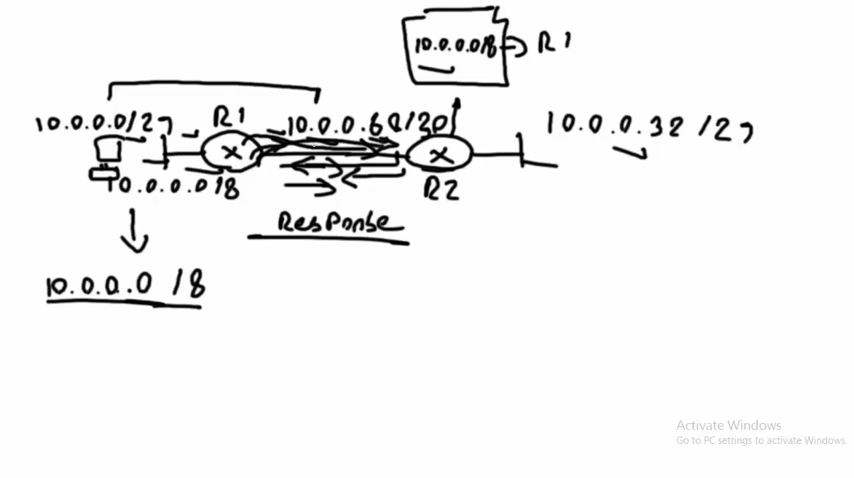 10.0.0.0/8 R1
10.0.0.0/27 R1 10.0.0.60/30 10.0.0.32/27
10.0.0.0/8 R2
Response
10.0.0.0 /8
Activate Windows
Go to PC settings to activate Windows.